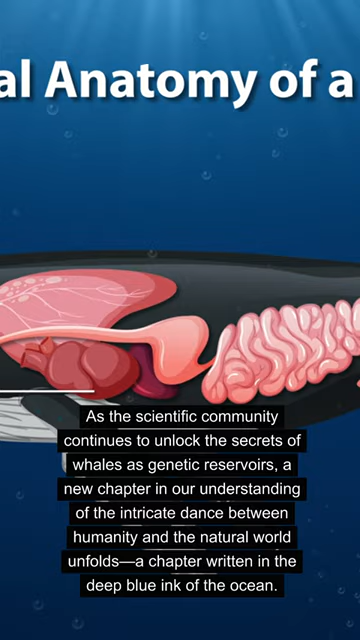 al Anatomy of a
As the scientific community
continues to unlock the secrets of
whales as genetic reservoirs, a
new chapter in our understanding
of the intricate dance between
humanity and the natural world
unfolds—a chapter written in the
deep blue ink of the ocean.